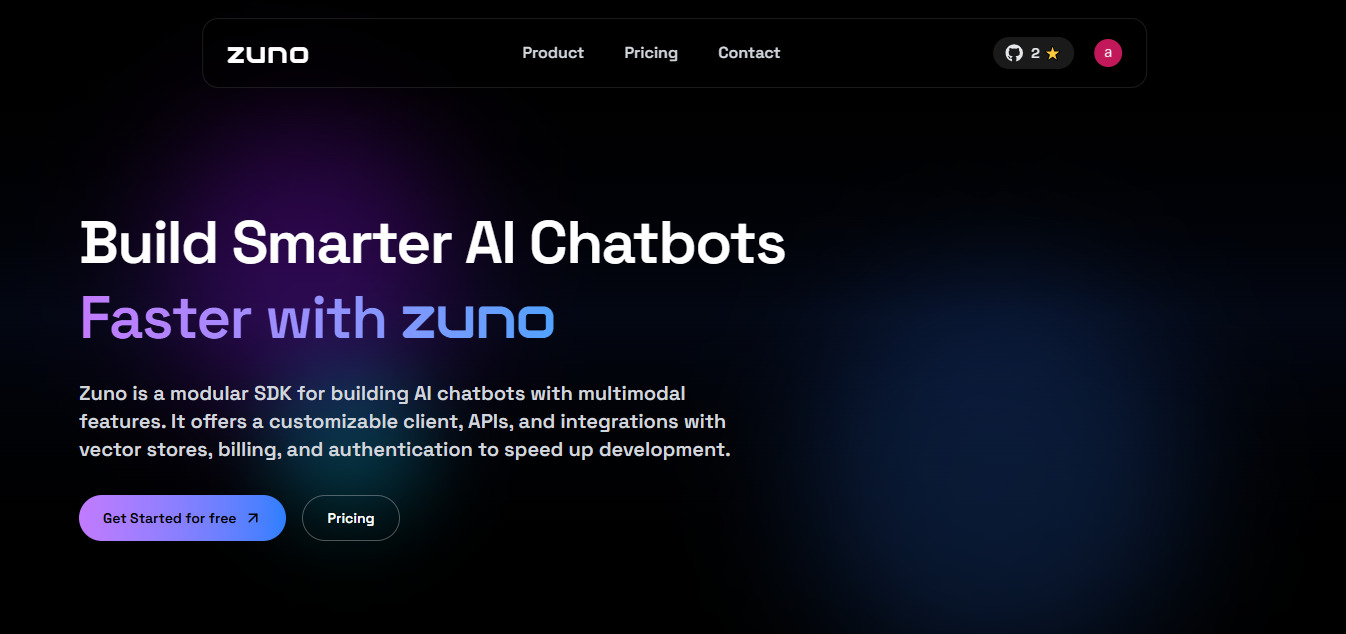 zuno
Product Pricing Contact
2
a
Build Smarter AI Chatbots
Faster with zuno
Zuno is a modular SDK for building AI chatbots with multimodal
features. It offers a customizable client, APIs, and integrations with
vector stores, billing, and authentication to speed up development.
Get Started for free
Pricing